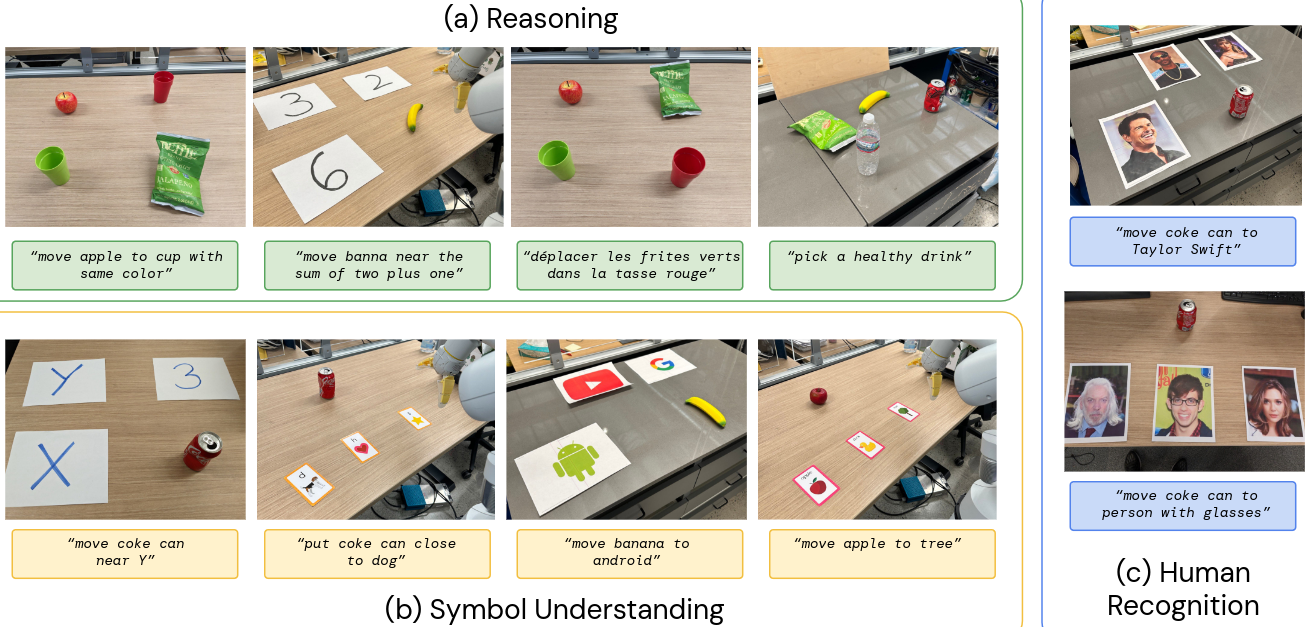 (a) Reasoning
3
2
6
“move apple to cup with
same color”
“move banna near the
sum of two plus one”
“déplacer les frites verts
dans la tasse rouge”
“pick a healthy drink”
Y
3
X
“move coke can
near Y”
“put coke can close
to dog”
“move banana to
android”
“move apple to tree”
(b) Symbol Understanding
“move coke can to
Taylor Swift”
“move coke can to
person with glasses”
(c) Human
Recognition